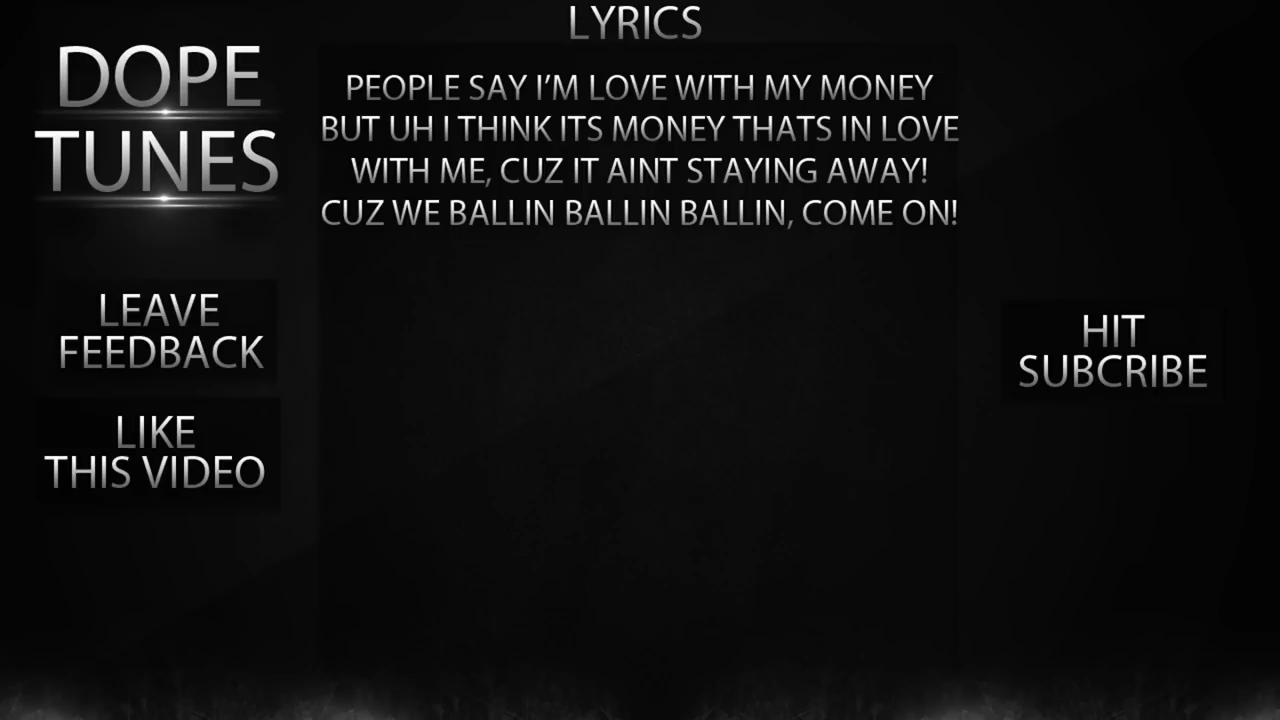 LYRICS
DOPE
TUNES
PEOPLE SAY I'M LOVE WITH MY MONEY
BUT UH I THINK ITS MONEY THATS IN LOVE
WITH ME, CUZ IT AINT STAYING AWAY!
CUZ WE BALLIN BALLIN BALLIN, COME ON!
LEAVE
FEEDBACK
LIKE
THIS VIDEO
HIT
SUBCRIBE